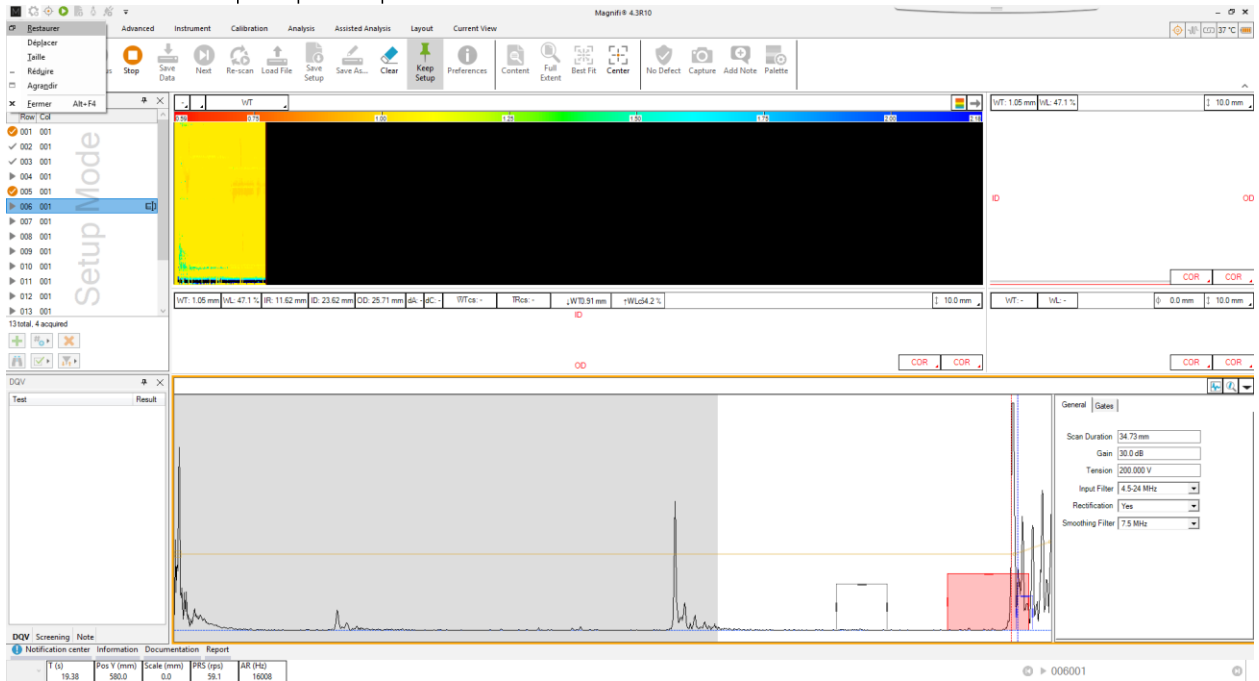 Magnifi® 4.3R10
Restaurer
Déplacer
Taille
Réduire
Agrandir
Fermer Alt+F4
Advanced Instrument Calibration Analysis Assisted Analysis Layout Current View
37 °C
Stop
Save Data
Next
Re-scan
Load File
Save Setup
Save As...
Clear
Keep Setup
Preferences
Content
Full Extent
Best Fit
Center
No Defect
Capture
Add Note
Palette
Row Col
001 001
002 001
003 001
004 001
005 001
006 001
007 001
008 001
009 001
010 001
011 001
012 001
013 001
Setup Mode
13 total, 4 acquired
WT
0.75 1.00 1.25 1.50 1.75 2.00
WT: 1.05 mm WL: 47.1 % 10.0 mm
ID OD
COR COR
WT: 1.05 mm WL: 47.1 % IR: 11.62 mm ID: 23.62 mm OD: 25.71 mm dA: - dC: - WTcs: - TRcs: - ↓WT0.91 mm ↑WLc54.2 % 10.0 mm
ID
OD
COR COR
WT: - WL: - 0.0 mm 10.0 mm
COR COR
DQV
Test Result
DQV Screening Note
General Gates
Scan Duration 34.73 mm
Gain 30.0 dB
Tension 200.000 V
Input Filter 4.5-24 MHz
Rectification Yes
Smoothing Filter 7.5 MHz
Notification center Information Documentation Report
T (s) Pos Y (mm) Scale (mm) PRS (rps) AR (Hz)
19.38 580.0 0.0 59.1 16008
006001